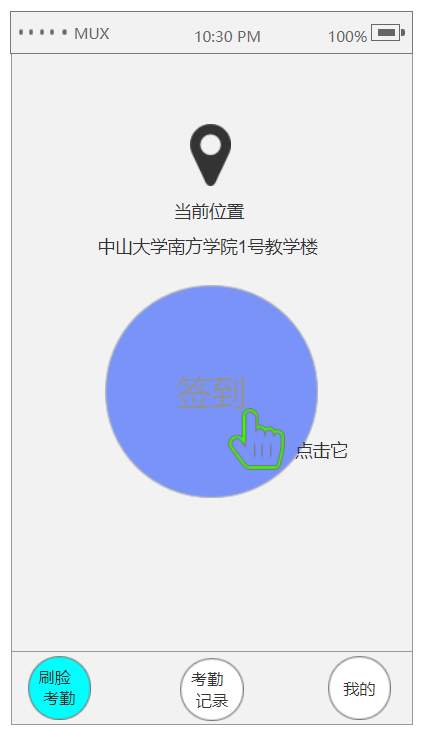 MUX 10:30 PM 100%
当前位置
中山大学南方学院1号教学楼
签到
点击它
刷脸
考勤
考勤
记录
我的